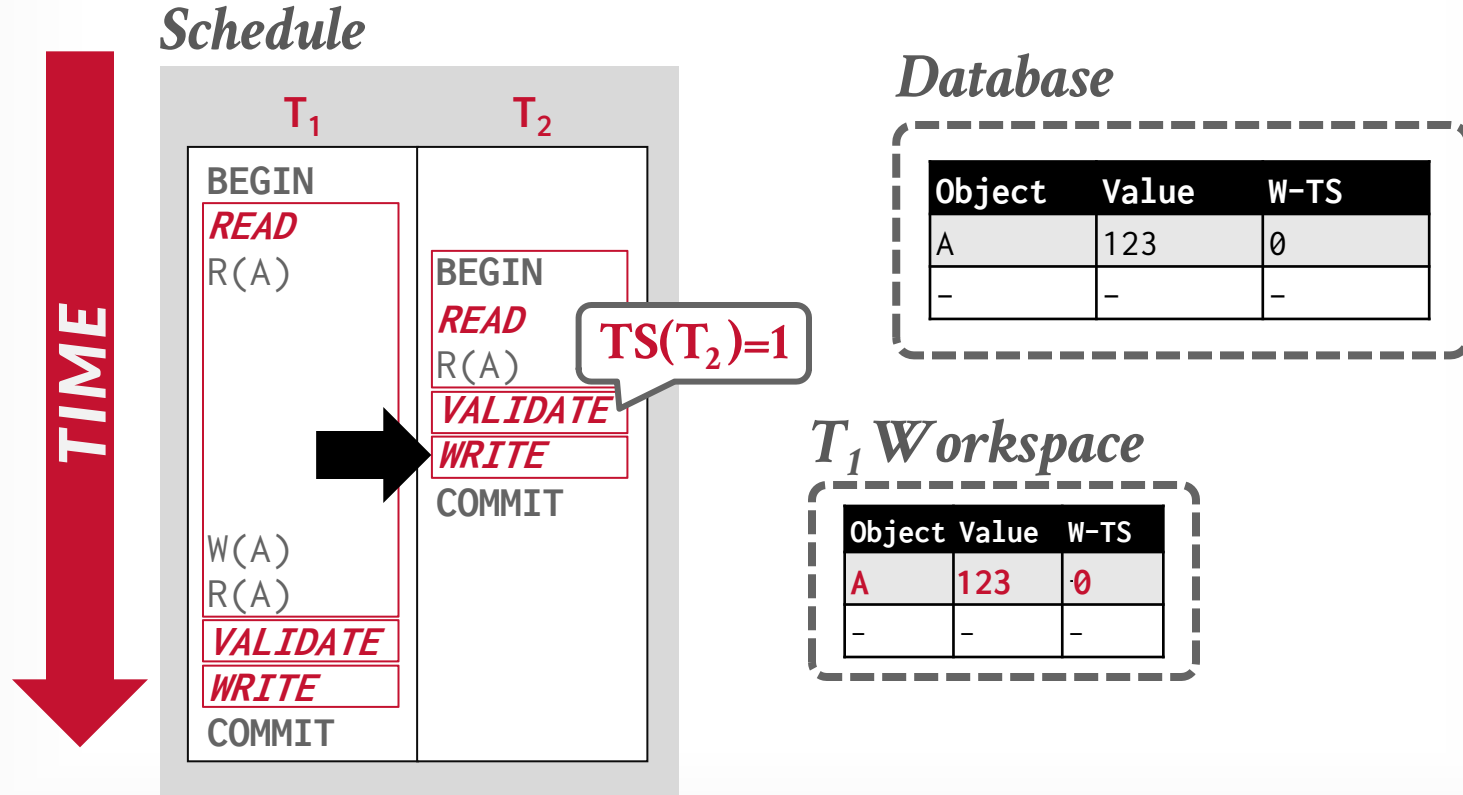 Schedule
TIME
T₁ T₂
BEGIN
READ
R(A)
W(A)
R(A)
VALIDATE
WRITE
COMMIT
BEGIN
READ
R(A)
VALIDATE
WRITE
COMMIT
TS(T₂)=1
Database
Object Value W-TS
A 123 0
- - -
T₁ Workspace
Object Value W-TS
A 123 0
- - -